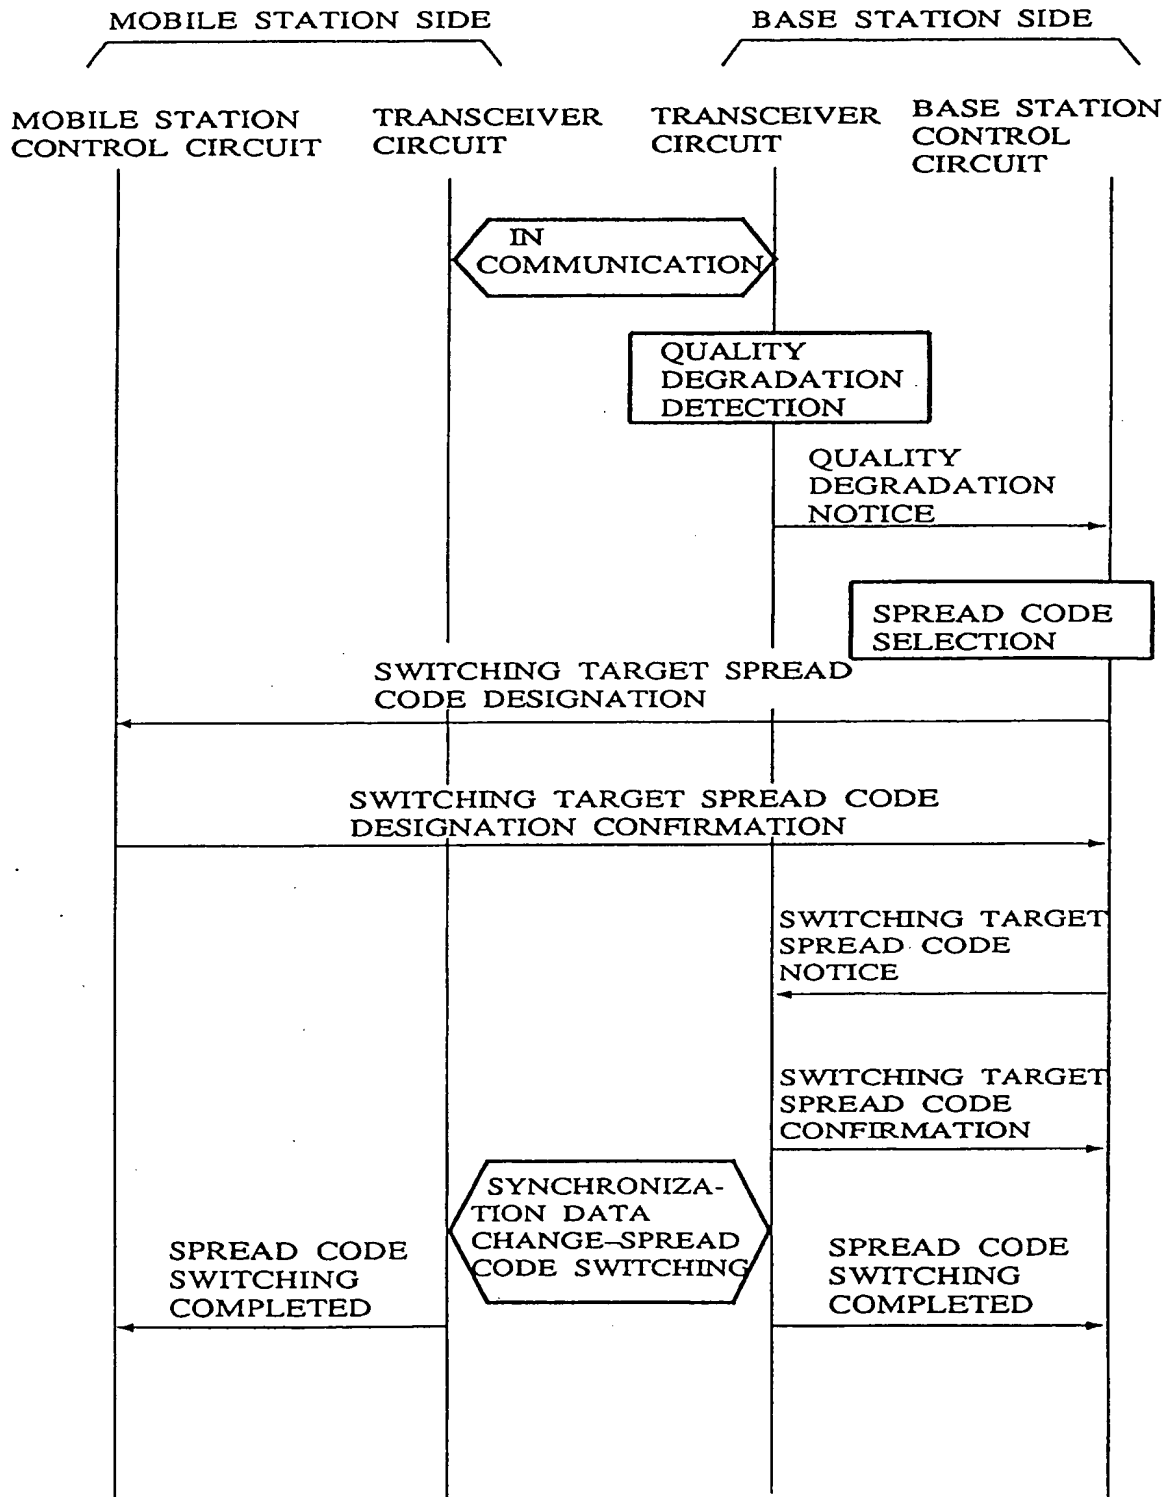 MOBILE STATION SIDE
BASE STATION SIDE
MOBILE STATION
CONTROL CIRCUIT
TRANSCEIVER
CIRCUIT
TRANSCEIVER
CIRCUIT
BASE STATION
CONTROL
CIRCUIT
IN
COMMUNICATION
QUALITY
DEGRADATION
DETECTION
QUALITY
DEGRADATION
NOTICE
SPREAD CODE
SELECTION
SWITCHING TARGET SPREAD
CODE DESIGNATION
SWITCHING TARGET SPREAD CODE
DESIGNATION CONFIRMATION
SWITCHING TARGET
SPREAD CODE
NOTICE
SWITCHING TARGET
SPREAD CODE
CONFIRMATION
SYNCHRONIZA-
TION DATA
CHANGE–SPREAD
CODE SWITCHING
SPREAD CODE
SWITCHING
COMPLETED
SPREAD CODE
SWITCHING
COMPLETED